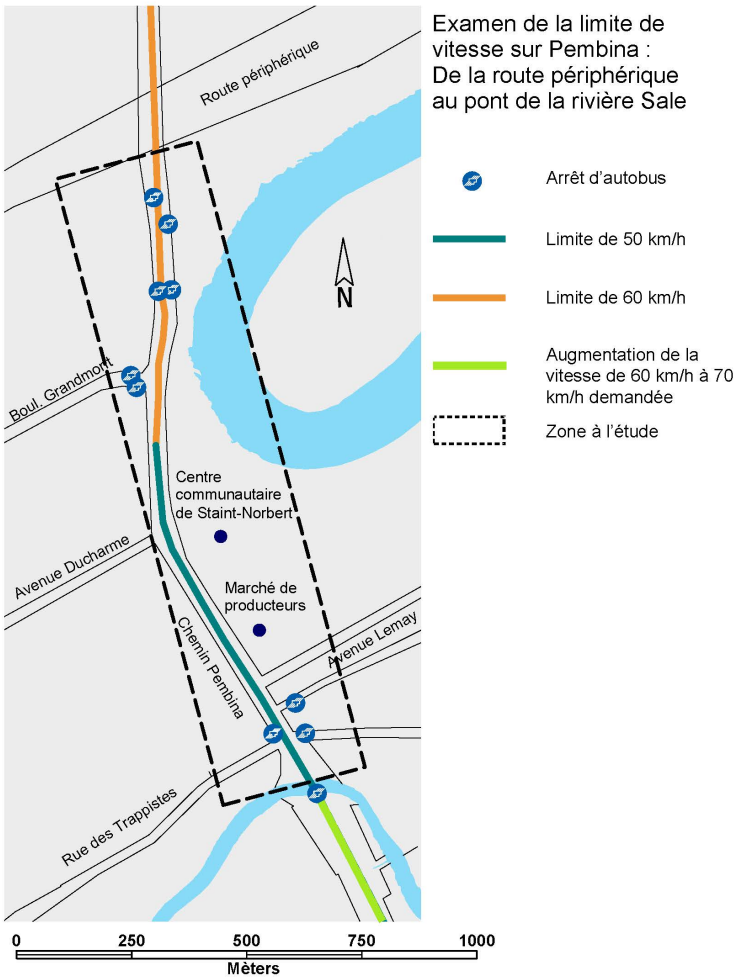 Examen de la limite de
vitesse sur Pembina :
De la route périphérique
au pont de la rivière Sale
Arrêt d'autobus
Limite de 50 km/h
Limite de 60 km/h
Augmentation de la
vitesse de 60 km/h à 70
km/h demandée
Zone à l'étude
Route périphérique
N
Boul. Grandmont
Centre
communautaire
de Staint-Norbert
Avenue Ducharme
Marché de
producteurs
Chemin Pembina
Avenue Lemay
Rue des Trappistes
0 250 500 750 1000
Mèters